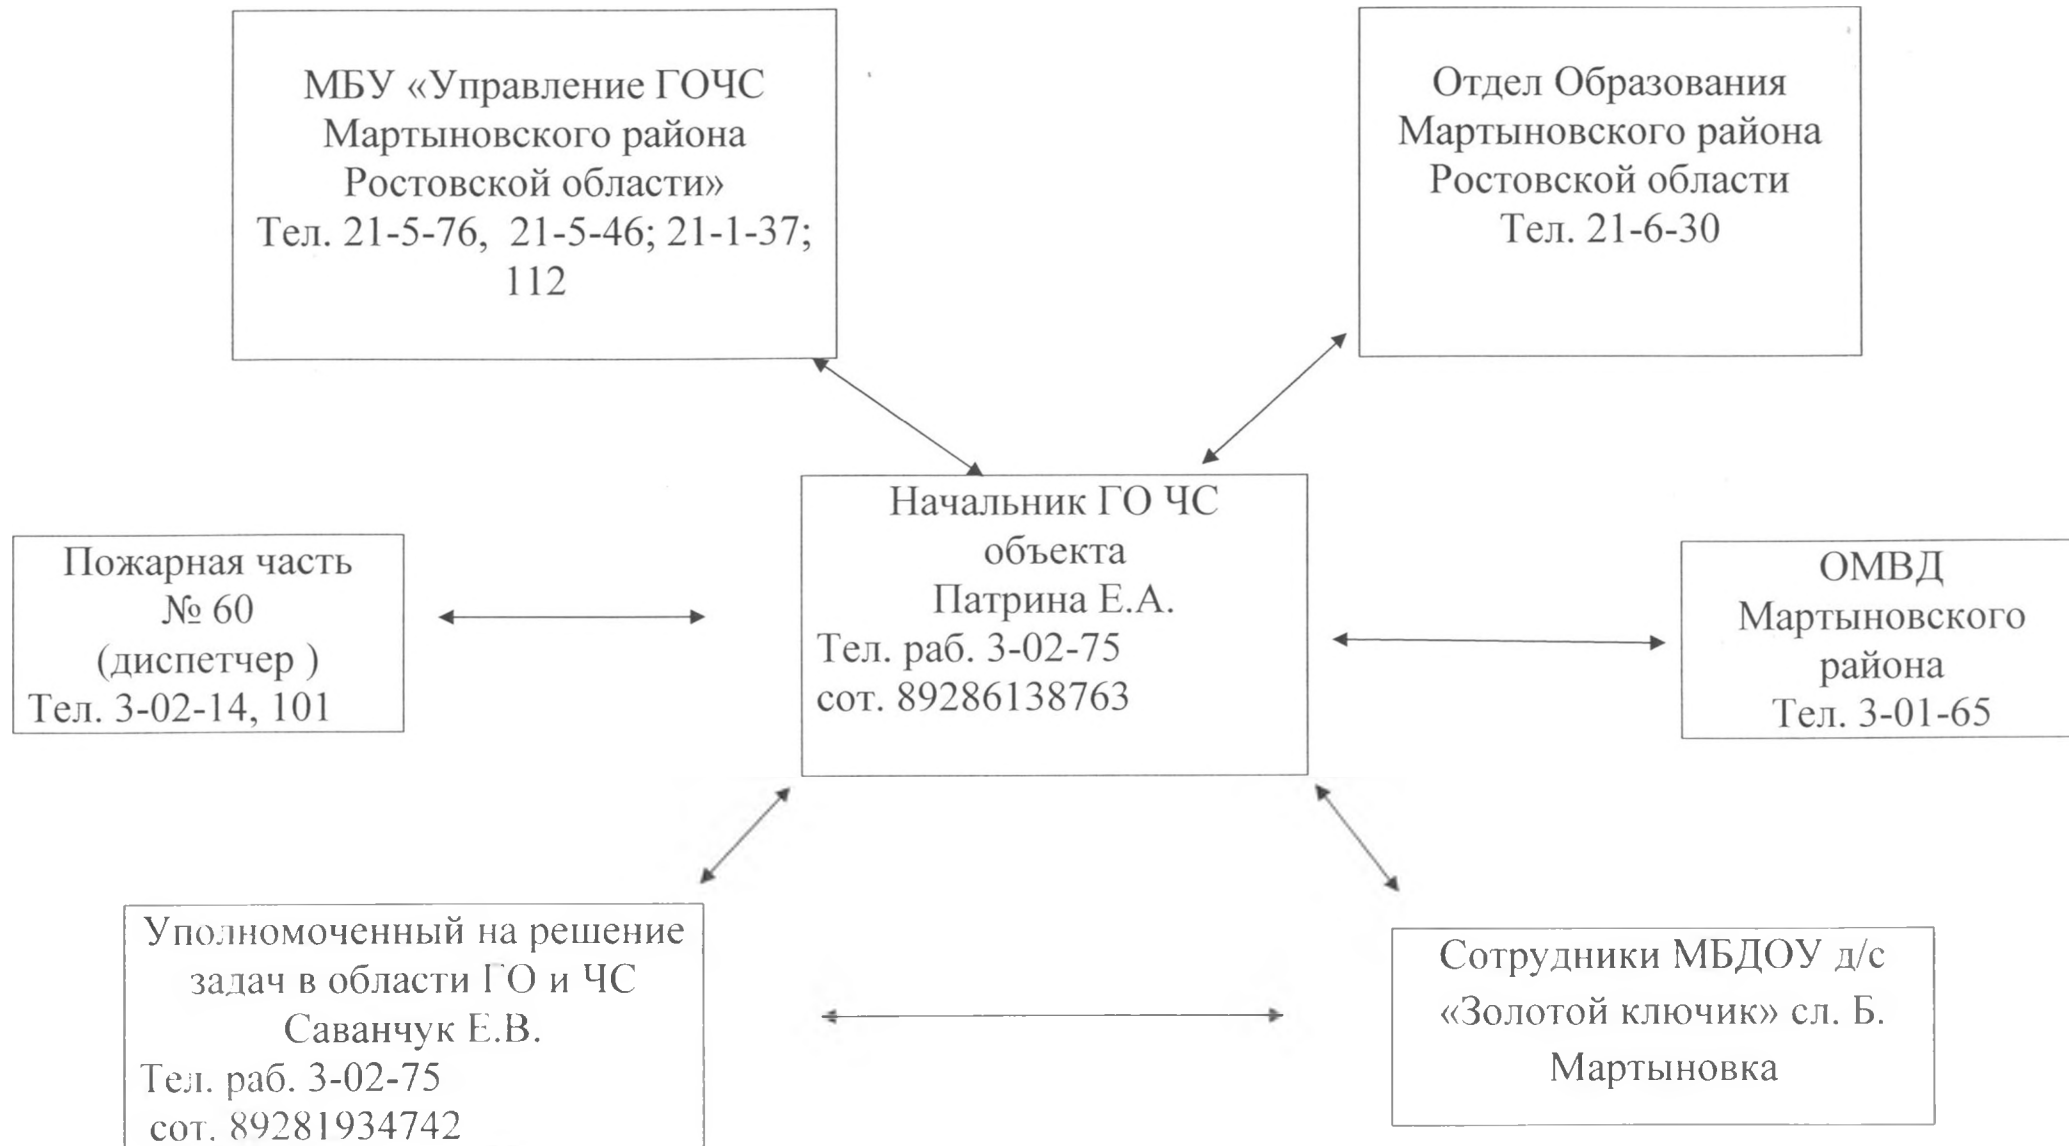 МБУ «Управление ГОЧС
Мартыновского района
Ростовской области»
Тел. 21-5-76, 21-5-46; 21-1-37;
112
Отдел Образования
Мартыновского района
Ростовской области
Тел. 21-6-30
Пожарная часть
№ 60
(диспетчер )
Тел. 3-02-14, 101
Начальник ГО ЧС
объекта
Патрина Е.А.
Тел. раб. 3-02-75
сот. 89286138763
ОМВД
Мартыновского
района
Тел. 3-01-65
Уполномоченный на решение
задач в области ГО и ЧС
Саванчук Е.В.
Тел. раб. 3-02-75
сот. 89281934742
Сотрудники МБДОУ д/с
«Золотой ключик» сл. Б.
Мартыновка